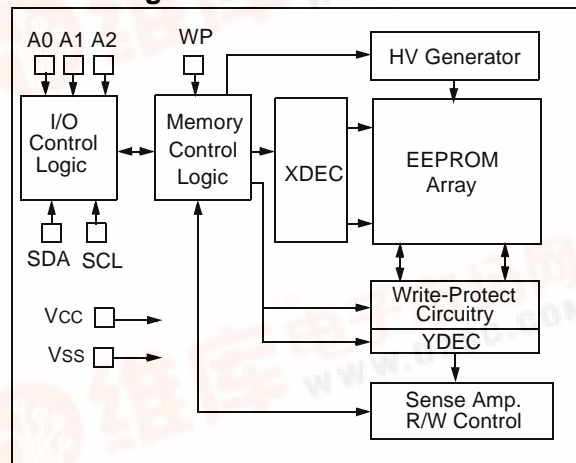 A0 A1 A2
WP
HV Generator
I/O
Control
Logic
Memory
Control
Logic
XDEC
EEPROM
Array
SDA
SCL
Write-Protect
Circuitry
YDEC
VCC
VSS
Sense Amp.
R/W Control